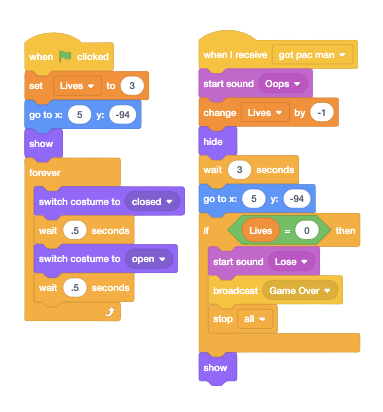 when clicked
set Lives to 3
go to x: 5 y: -94
show
forever
switch costume to closed
wait .5 seconds
switch costume to open
wait .5 seconds
when I receive got pac man
start sound Oops
change Lives by -1
hide
wait 3 seconds
go to x: 5 y: -94
if Lives = 0 then
start sound Lose
broadcast Game Over
stop all
show